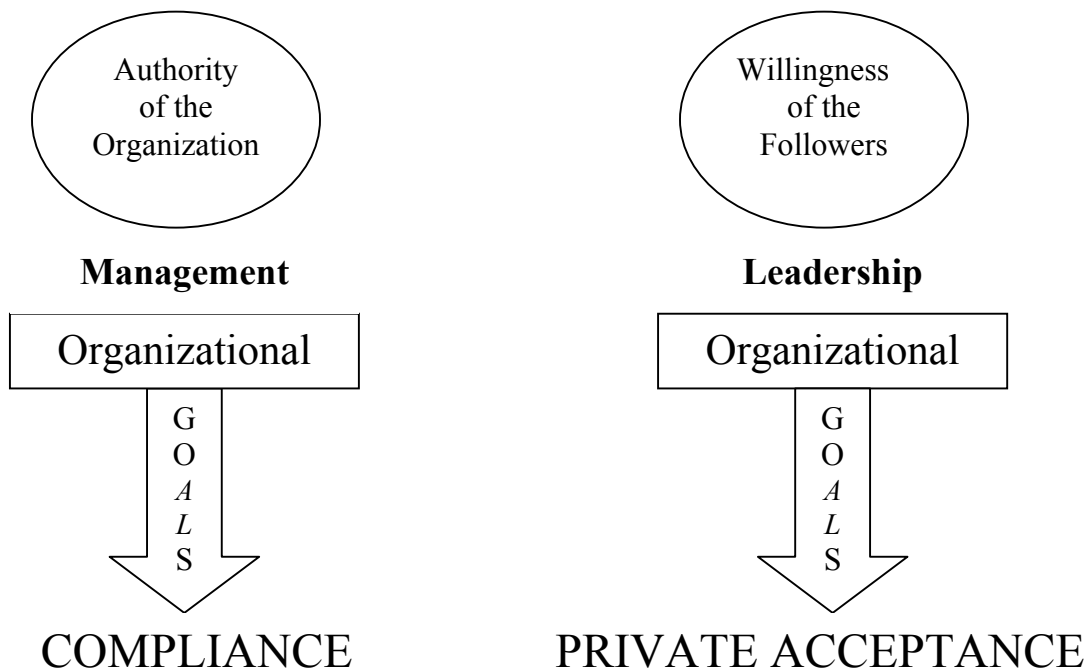 Authority
of the
Organization
Management
Organizational
G
O
A
L
S
COMPLIANCE
Willingness
of the
Followers
Leadership
Organizational
G
O
A
L
S
PRIVATE ACCEPTANCE